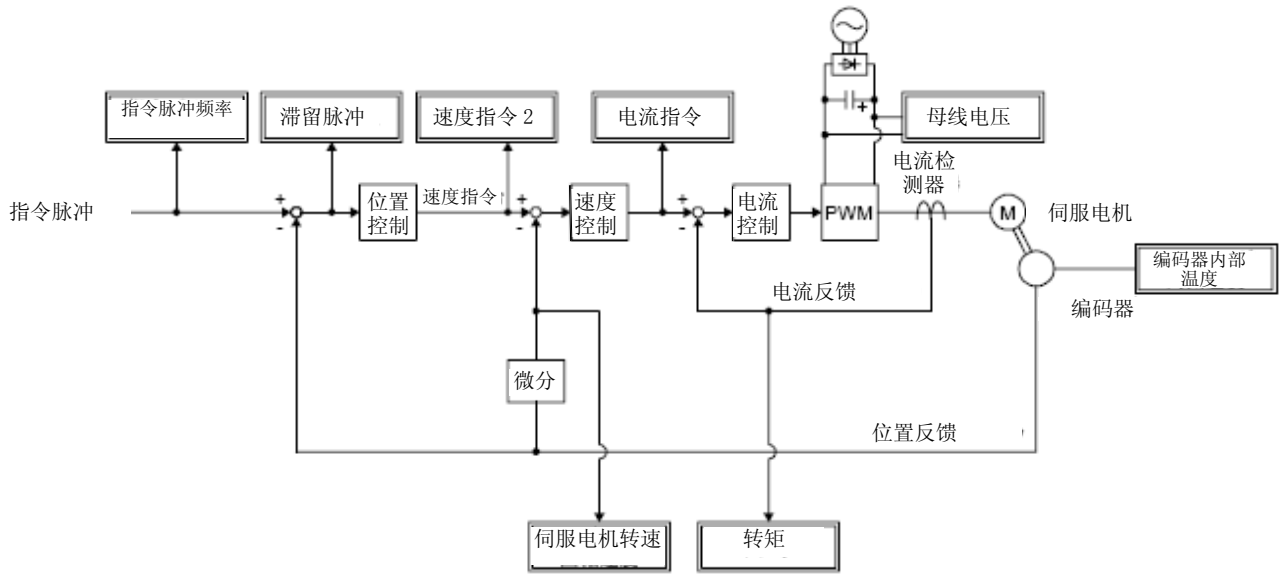 指令脉冲频率
滞留脉冲
速度指令 2
电流指令
母线电压
电流检
测器
指令脉冲
+
-
位置
控制
速度指令
+
-
速度
控制
+
-
电流
控制
PWM
+
M
伺服电机
编码器内部
温度
编码器
电流反馈
微分
位置反馈
伺服电机转速
转矩